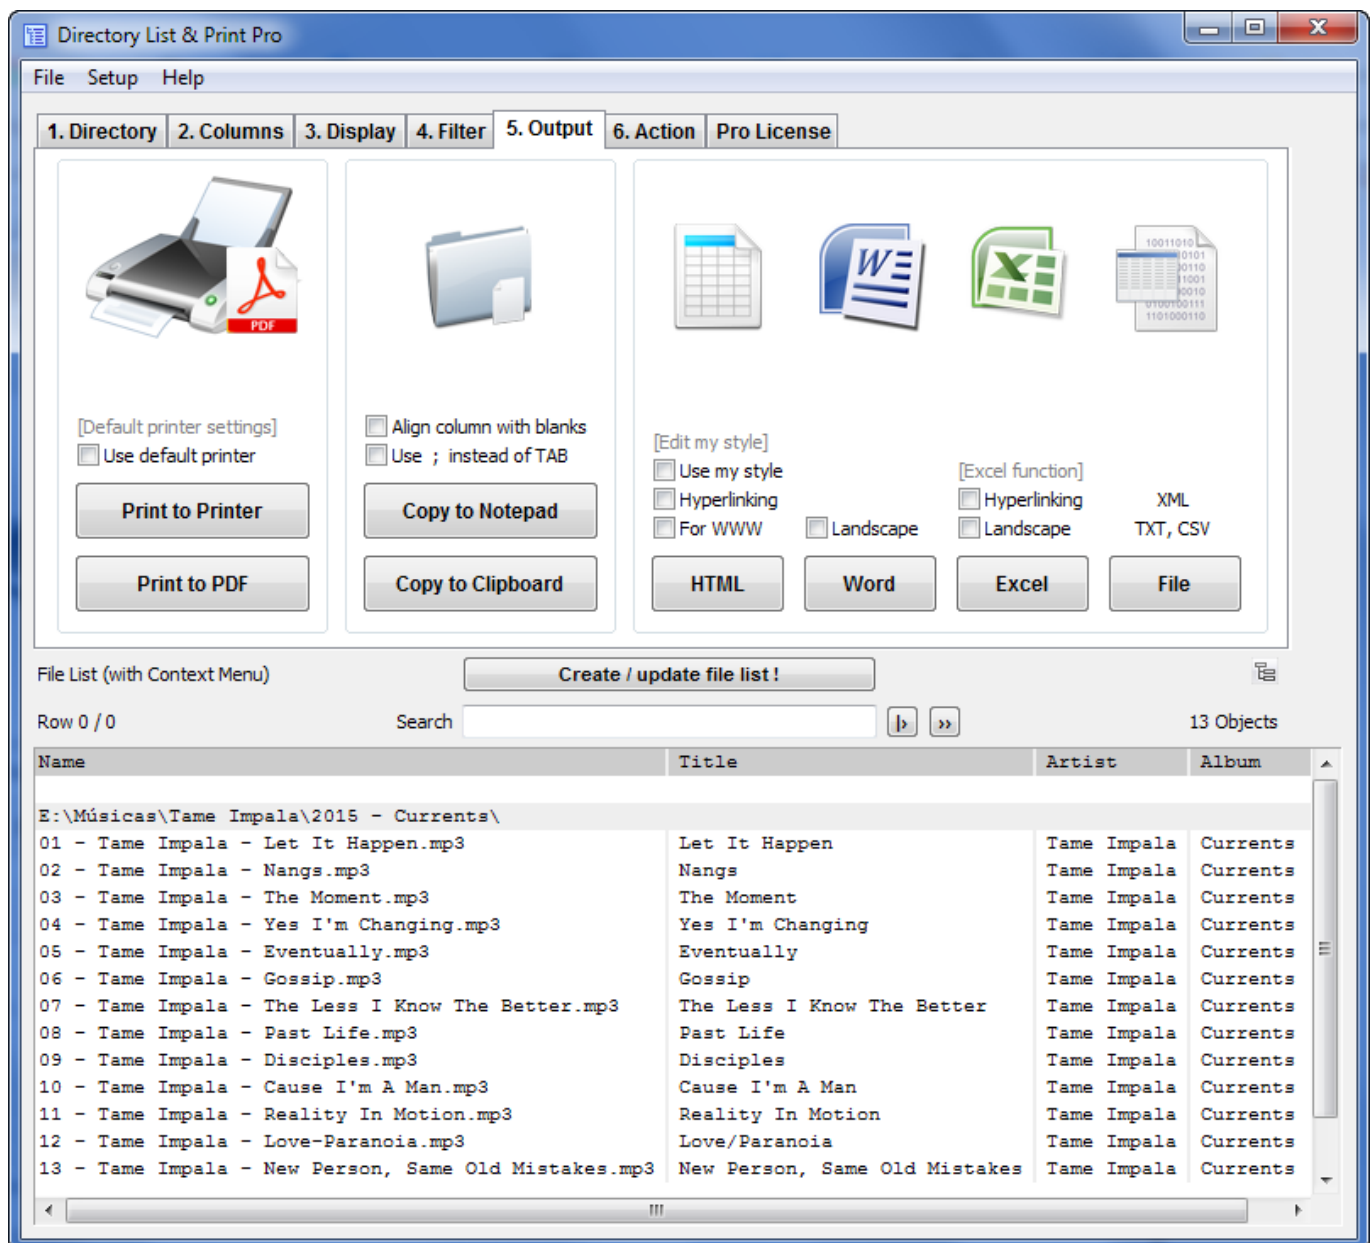 Directory List & Print Pro
File Setup Help
1. Directory 2. Columns 3. Display 4. Filter 5. Output 6. Action Pro License
PDF
W
X
10011010
0101
0110
1001
0010
0100100111
1101000110
[Default printer settings]
Use default printer
Print to Printer
Print to PDF
Align column with blanks
Use ; instead of TAB
Copy to Notepad
Copy to Clipboard
[Edit my style]
Use my style
Hyperlinking
For WWW
HTML
Landscape
Word
[Excel function]
Hyperlinking
Landscape
Excel
XML
TXT, CSV
File
File List (with Context Menu) Create / update file list !
Row 0 / 0 Search 13 Objects
Name Title Artist Album
E:\Músicas\Tame Impala\2015 - Currents\
01 - Tame Impala - Let It Happen.mp3 Let It Happen Tame Impala Currents
02 - Tame Impala - Nangs.mp3 Nangs Tame Impala Currents
03 - Tame Impala - The Moment.mp3 The Moment Tame Impala Currents
04 - Tame Impala - Yes I'm Changing.mp3 Yes I'm Changing Tame Impala Currents
05 - Tame Impala - Eventually.mp3 Eventually Tame Impala Currents
06 - Tame Impala - Gossip.mp3 Gossip Tame Impala Currents
07 - Tame Impala - The Less I Know The Better.mp3 The Less I Know The Better Tame Impala Currents
08 - Tame Impala - Past Life.mp3 Past Life Tame Impala Currents
09 - Tame Impala - Disciples.mp3 Disciples Tame Impala Currents
10 - Tame Impala - Cause I'm A Man.mp3 Cause I'm A Man Tame Impala Currents
11 - Tame Impala - Reality In Motion.mp3 Reality In Motion Tame Impala Currents
12 - Tame Impala - Love-Paranoia.mp3 Love/Paranoia Tame Impala Currents
13 - Tame Impala - New Person, Same Old Mistakes.mp3 New Person, Same Old Mistakes Tame Impala Currents